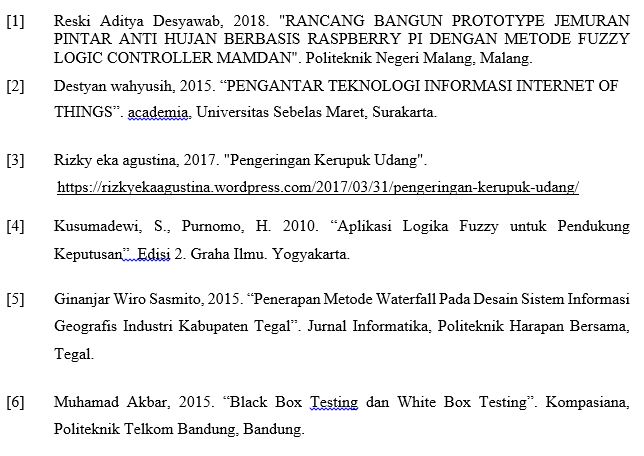 [1] Reski Aditya Desyawab, 2018. "RANCANG BANGUN PROTOTYPE JEMURAN
PINTAR ANTI HUJAN BERBASIS RASPBERRY PI DENGAN METODE FUZZY
LOGIC CONTROLLER MAMDAN". Politeknik Negeri Malang, Malang.
[2] Destyan wahyusih, 2015. “PENGANTAR TEKNOLOGI INFORMASI INTERNET OF
THINGS”. academia, Universitas Sebelas Maret, Surakarta.
[3] Rizky eka agustina, 2017. "Pengeringan Kerupuk Udang".
https://rizkyekaagustina.wordpress.com/2017/03/31/pengeringan-kerupuk-udang/
[4] Kusumadewi, S., Purnomo, H. 2010. “Aplikasi Logika Fuzzy untuk Pendukung
Keputusan”. Edisi 2. Graha Ilmu. Yogyakarta.
[5] Ginanjar Wiro Sasmito, 2015. “Penerapan Metode Waterfall Pada Desain Sistem Informasi
Geografis Industri Kabupaten Tegal”. Jurnal Informatika, Politeknik Harapan Bersama,
Tegal.
[6] Muhamad Akbar, 2015. “Black Box Testing dan White Box Testing”. Kompasiana,
Politeknik Telkom Bandung, Bandung.